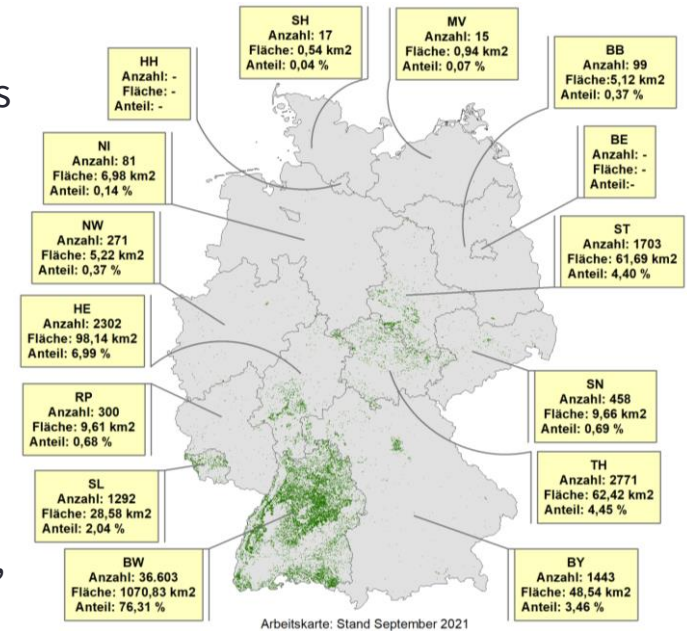 SH
Anzahl: 17
Fläche: 0,54 km2
Anteil: 0,04 %
MV
Anzahl: 15
Fläche: 0,94 km2
Anteil: 0,07 %
HH
Anzahl: -
Fläche: -
Anteil: -
BB
Anzahl: 99
Fläche:5,12 km2
Anteil: 0,37 %
s
NI
Anzahl: 81
Fläche: 6,98 km2
Anteil: 0,14 %
BE
Anzahl: -
Fläche: -
Anteil:-
NW
Anzahl: 271
Fläche: 5,22 km2
Anteil: 0,37 %
ST
Anzahl: 1703
Fläche: 61,69 km2
Anteil: 4,40 %
HE
Anzahl: 2302
Fläche: 98,14 km2
Anteil: 6,99 %
RP
Anzahl: 300
Fläche: 9,61 km2
Anteil: 0,68 %
SN
Anzahl: 458
Fläche: 9,66 km2
Anteil: 0,69 %
SL
Anzahl: 1292
Fläche: 28,58 km2
Anteil: 2,04 %
TH
Anzahl: 2771
Fläche: 62,42 km2
Anteil: 4,45 %
,
BW
Anzahl: 36.603
Fläche: 1070,83 km2
Anteil: 76,31 %
BY
Anzahl: 1443
Fläche: 48,54 km2
Anteil: 3,46 %
Arbeitskarte: Stand September 2021